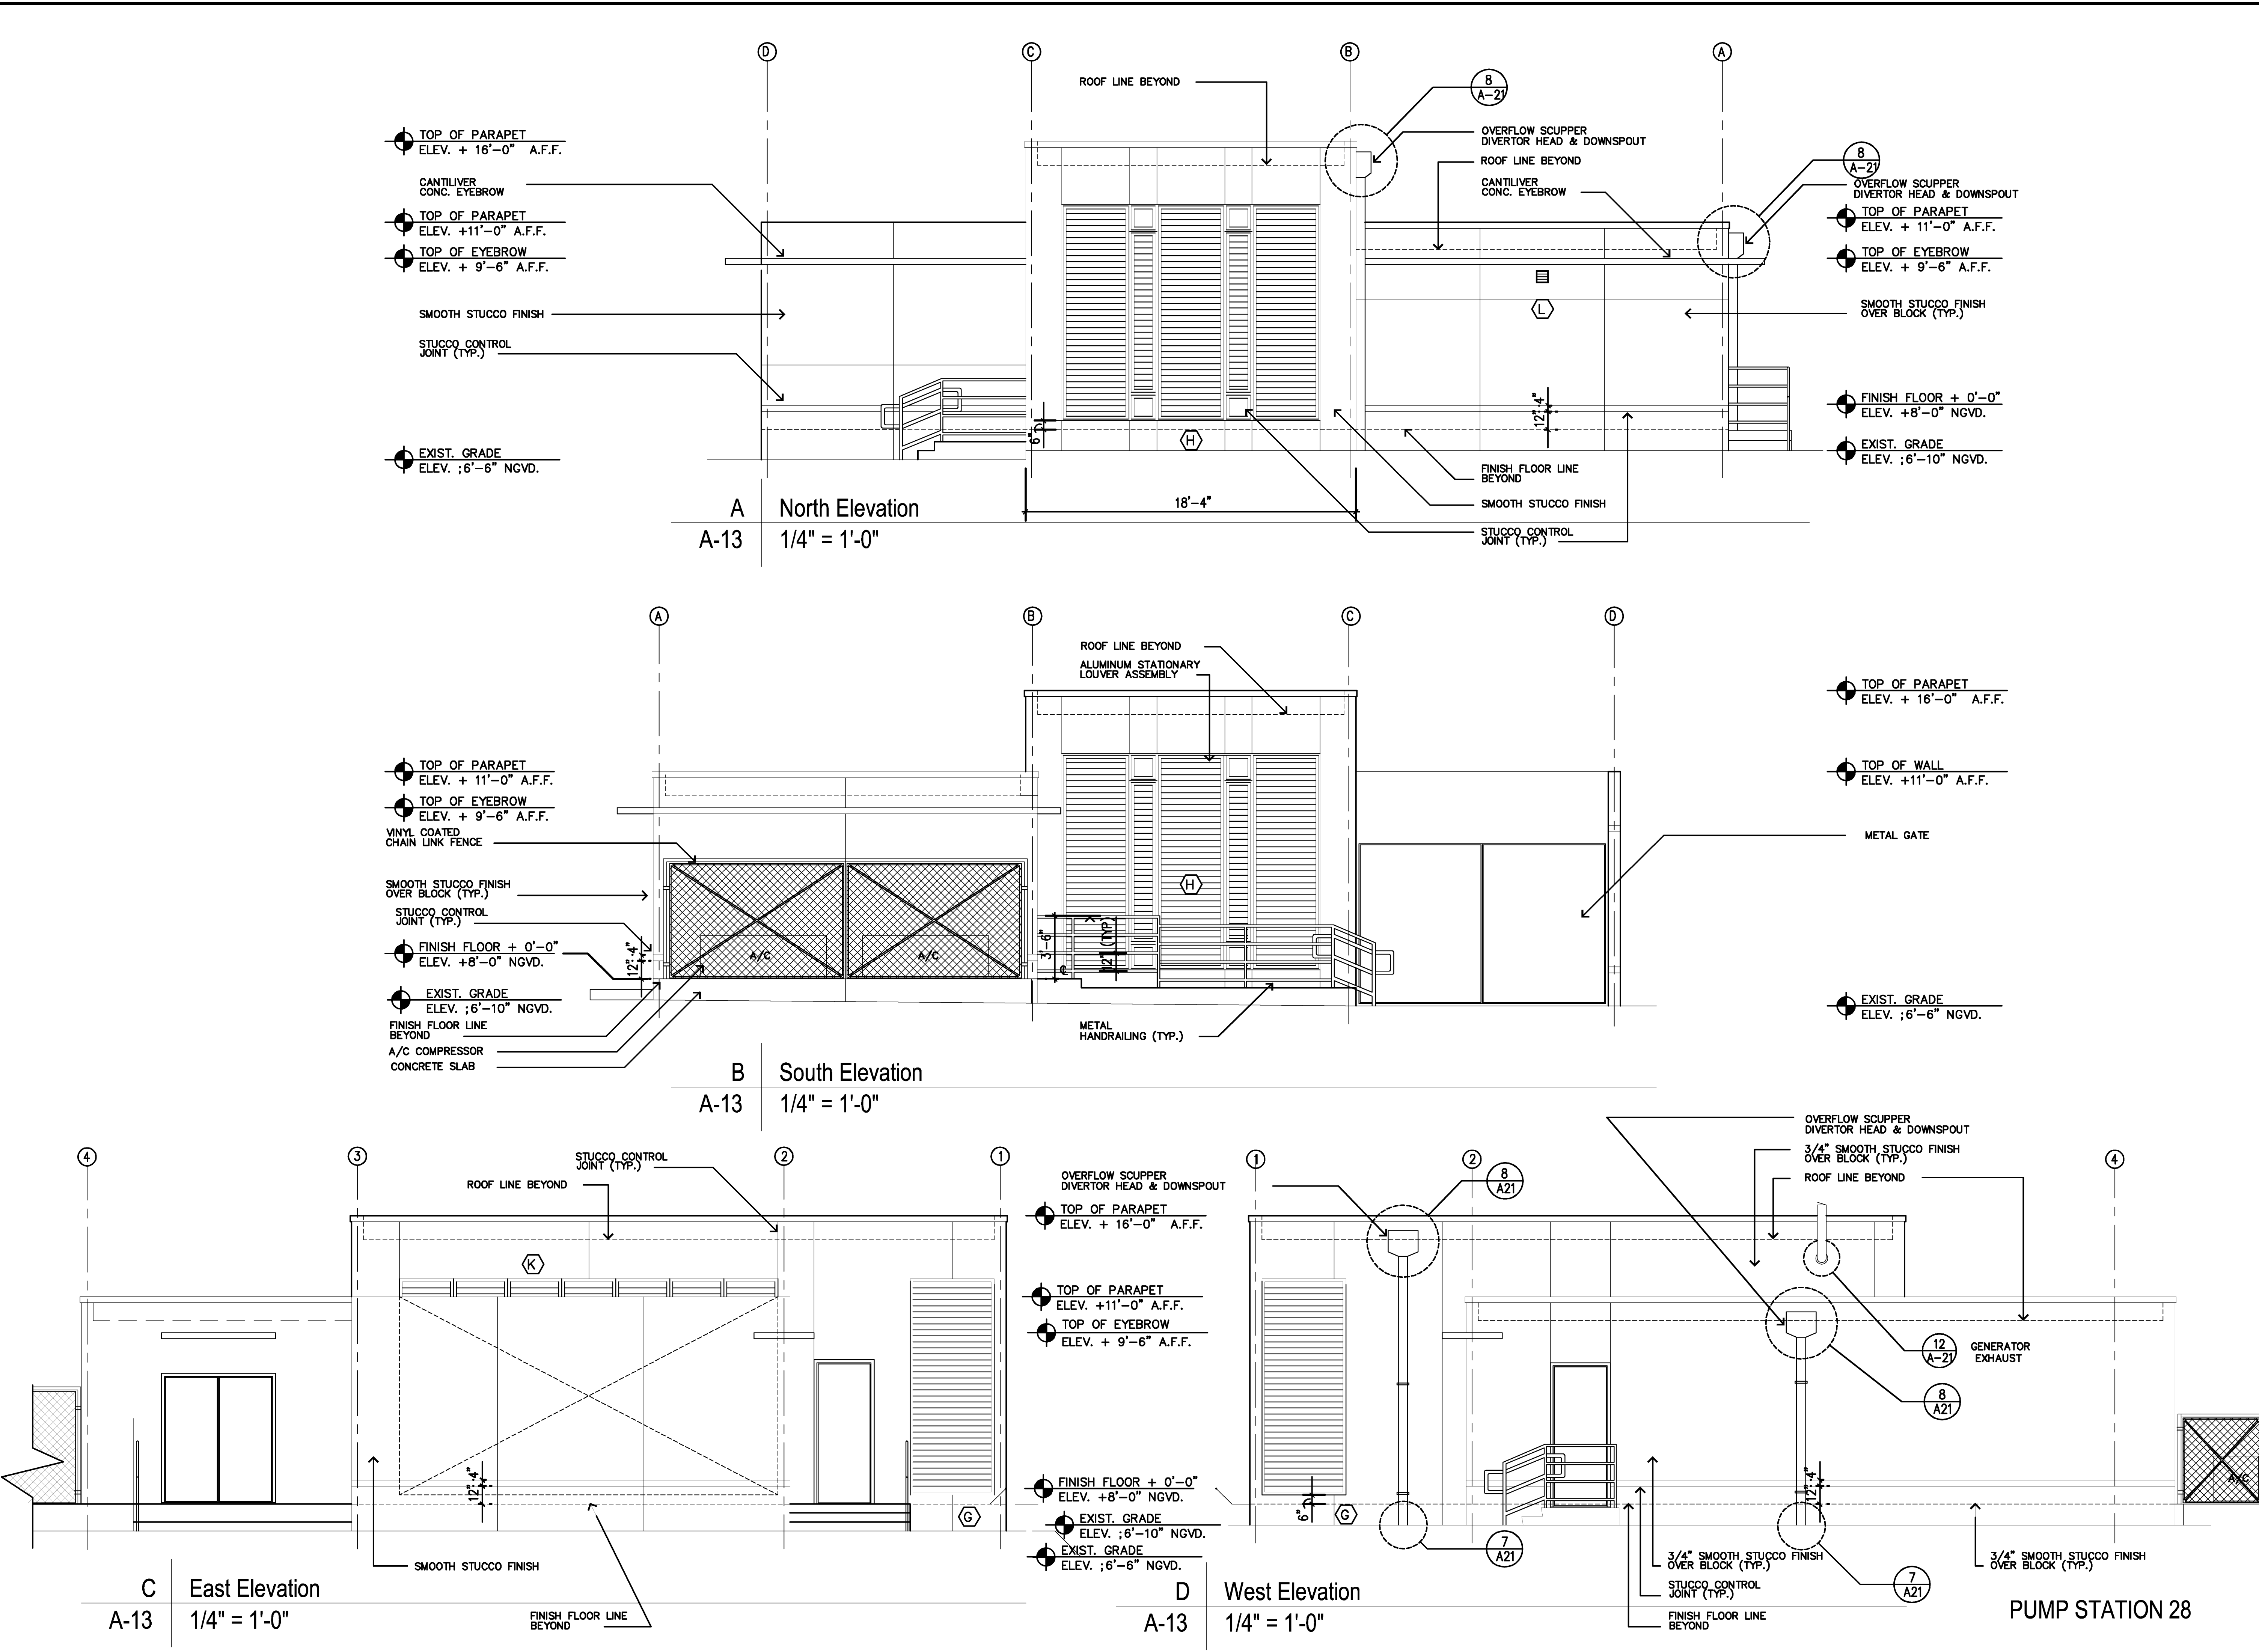 D
C
B
A
ROOF LINE BEYOND
8
A-21
TOP OF PARAPET
ELEV. + 16'-0" A.F.F.
OVERFLOW SCUPPER
DIVERTOR HEAD & DOWNSPOUT
ROOF LINE BEYOND
CANTILIVER
CONC. EYEBROW
8
A-21
OVERFLOW SCUPPER
DIVERTOR HEAD & DOWNSPOUT
CANTILIVER
CONC. EYEBROW
TOP OF PARAPET
ELEV. +11'-0" A.F.F.
TOP OF EYEBROW
ELEV. + 9'-6" A.F.F.
TOP OF PARAPET
ELEV. + 11'-0" A.F.F.
TOP OF EYEBROW
ELEV. + 9'-6" A.F.F.
L
SMOOTH STUCCO FINISH
SMOOTH STUCCO FINISH
OVER BLOCK (TYP.)
STUCCO CONTROL
JOINT (TYP.)
FINISH FLOOR + 0'-0"
ELEV. +8'-0" NGVD.
12" 4"
6"
H
EXIST. GRADE
ELEV. ;6'-6" NGVD.
EXIST. GRADE
ELEV. ;6'-10" NGVD.
FINISH FLOOR LINE
BEYOND
SMOOTH STUCCO FINISH
18'-4"
STUCCO CONTROL
JOINT (TYP.)
A North Elevation
A-13 1/4" = 1'-0"
A
B
C
D
ROOF LINE BEYOND
ALUMINUM STATIONARY
LOUVER ASSEMBLY
TOP OF PARAPET
ELEV. + 16'-0" A.F.F.
TOP OF PARAPET
ELEV. + 11'-0" A.F.F.
TOP OF EYEBROW
ELEV. + 9'-6" A.F.F.
TOP OF WALL
ELEV. +11'-0" A.F.F.
VINYL COATED
CHAIN LINK FENCE
METAL GATE
SMOOTH STUCCO FINISH
OVER BLOCK (TYP.)
H
STUCCO CONTROL
JOINT (TYP.)
FINISH FLOOR + 0'-0"
ELEV. +8'-0" NGVD.
12" 4"
A/C
A/C
3'-6"
12" (TYP)
EXIST. GRADE
ELEV. ;6'-10" NGVD.
EXIST. GRADE
ELEV. ;6'-6" NGVD.
FINISH FLOOR LINE
BEYOND
METAL
HANDRAILING (TYP.)
A/C COMPRESSOR
CONCRETE SLAB
B South Elevation
A-13 1/4" = 1'-0"
4
3
2
1
STUCCO CONTROL
JOINT (TYP.)
ROOF LINE BEYOND
K
12" 4"
G
SMOOTH STUCCO FINISH
FINISH FLOOR LINE
BEYOND
C East Elevation
A-13 1/4" = 1'-0"
OVERFLOW SCUPPER
DIVERTOR HEAD & DOWNSPOUT
TOP OF PARAPET
ELEV. + 16'-0" A.F.F.
TOP OF PARAPET
ELEV. +11'-0" A.F.F.
TOP OF EYEBROW
ELEV. + 9'-6" A.F.F.
FINISH FLOOR + 0'-0"
ELEV. +8'-0" NGVD.
EXIST. GRADE
ELEV. ;6'-10" NGVD.
EXIST. GRADE
ELEV. ;6'-6" NGVD.
1
2
4
8
A21
OVERFLOW SCUPPER
DIVERTOR HEAD & DOWNSPOUT
3/4" SMOOTH STUCCO FINISH
OVER BLOCK (TYP.)
ROOF LINE BEYOND
12
A-21
GENERATOR
EXHAUST
8
A21
12" 4"
A/C
6"
G
7
A21
3/4" SMOOTH STUCCO FINISH
OVER BLOCK (TYP.)
3/4" SMOOTH STUCCO FINISH
OVER BLOCK (TYP.)
STUCCO CONTROL
JOINT (TYP.)
7
A21
FINISH FLOOR LINE
BEYOND
D West Elevation
A-13 1/4" = 1'-0"
PUMP STATION 28